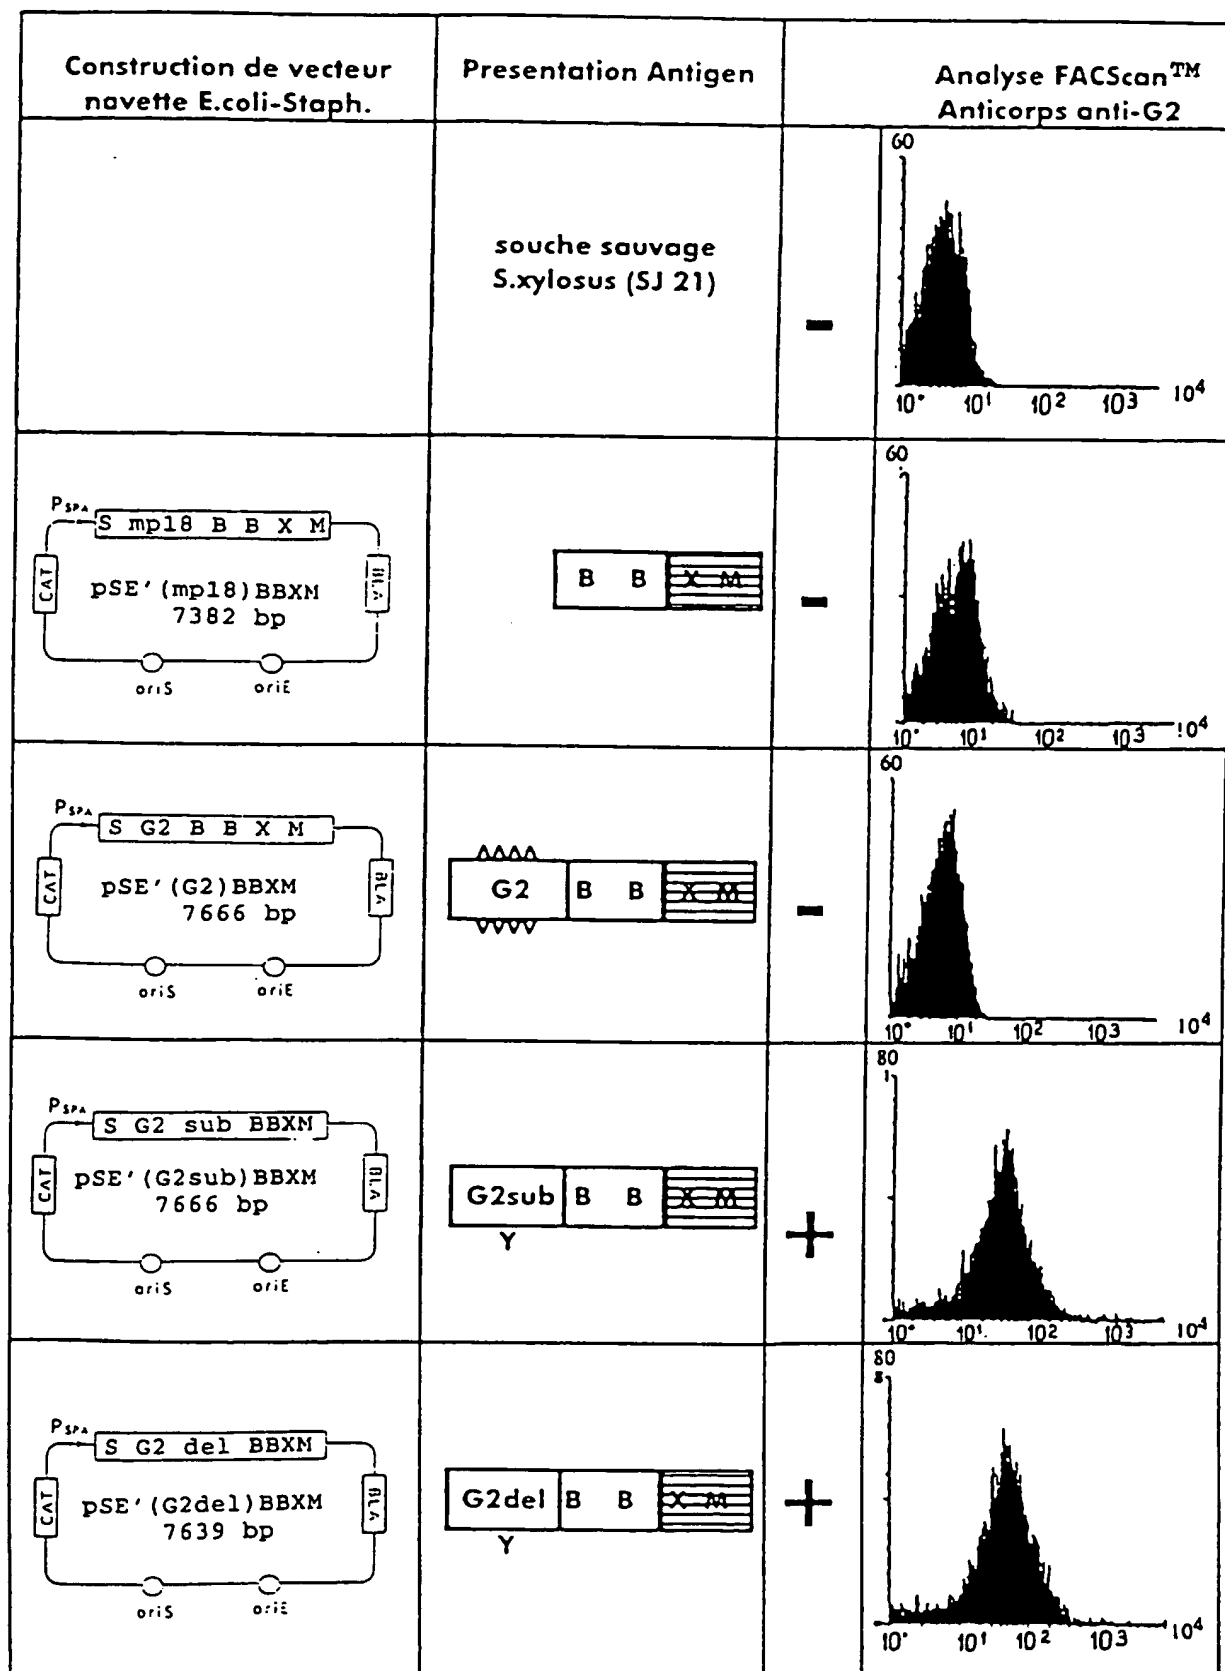 Construction de vecteur
navette E.coli-Staph.
Presentation Antigen
Analyse FACScan™
Anticorps anti-G2
souche sauvage
S.xylosus (SJ 21)
-
60
10° 10¹ 10² 10³ 10⁴
PSPA
S mp18 B B X M
CAT
BLA
pSE'(mp18)BBXM
7382 bp
oriS oriE
B B X M
-
60
10° 10¹ 10² 10³ 10⁴
PSPA
S G2 B B X M
CAT
BLA
pSE'(G2)BBXM
7666 bp
oriS oriE
G2 B B X M
-
60
10° 10¹ 10² 10³ 10⁴
PSPA
S G2 sub BBXM
CAT
BLA
pSE'(G2sub)BBXM
7666 bp
oriS oriE
G2sub B B X M
Y
+
80
10° 10¹ 10² 10³ 10⁴
PSPA
S G2 del BBXM
CAT
BLA
pSE'(G2del)BBXM
7639 bp
oriS oriE
G2del B B X M
Y
+
80
10° 10¹ 10² 10³ 10⁴